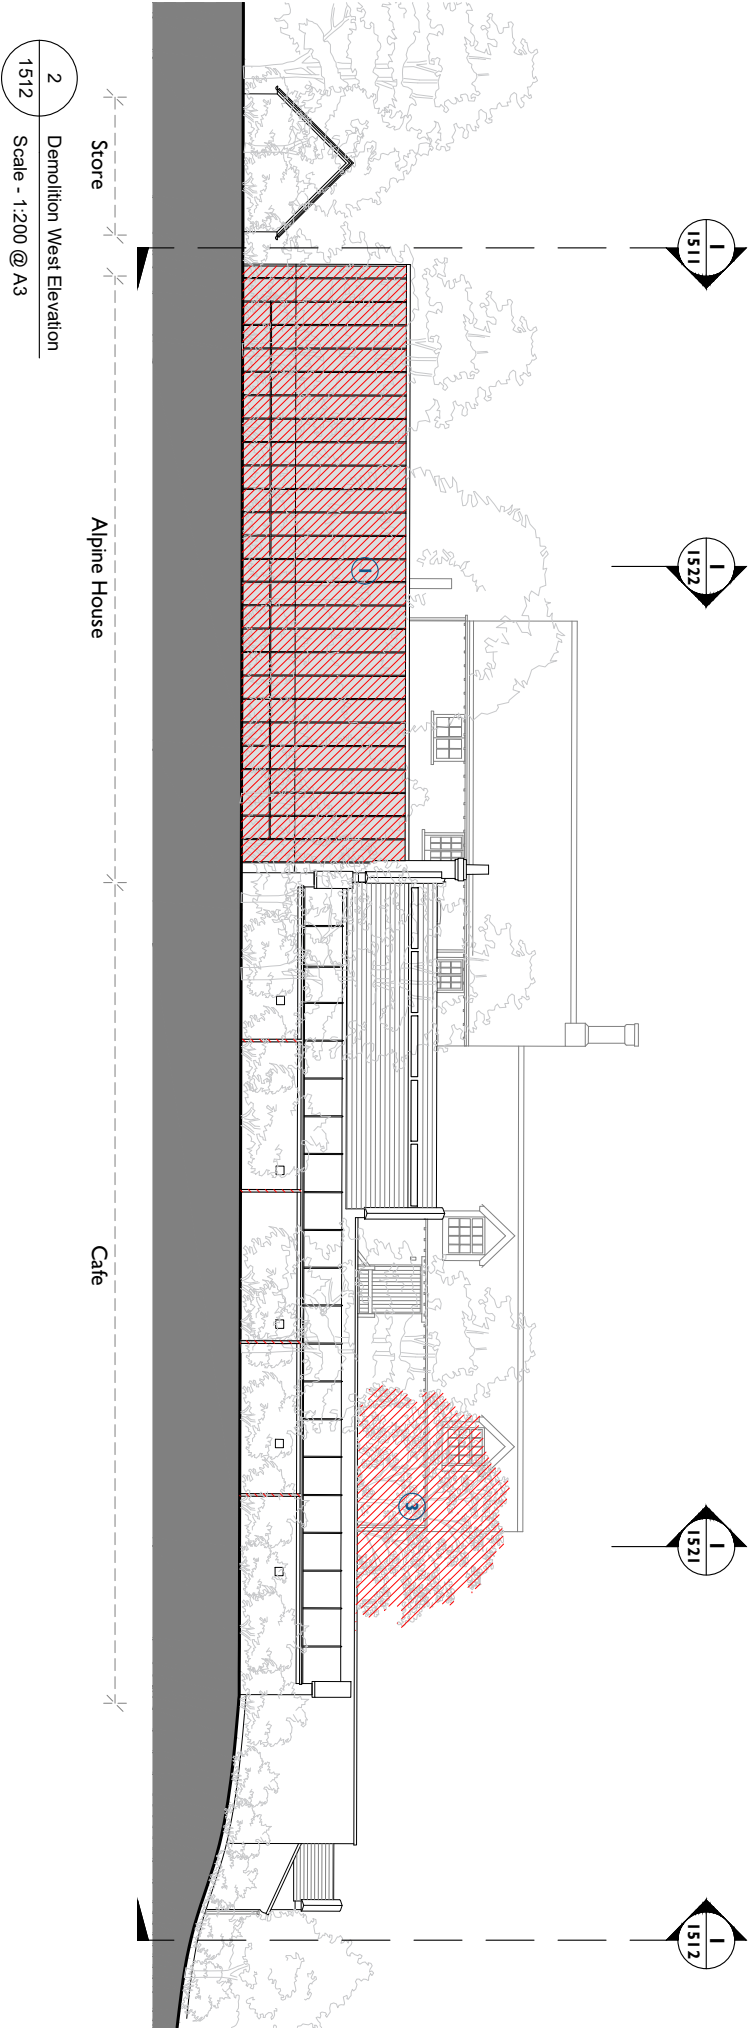 1
1511
1
1522
1
1521
1
1512
1
3
Store
Alpine House
Cafe
2
1512
Demolition West Elevation
Scale - 1:200 @ A3